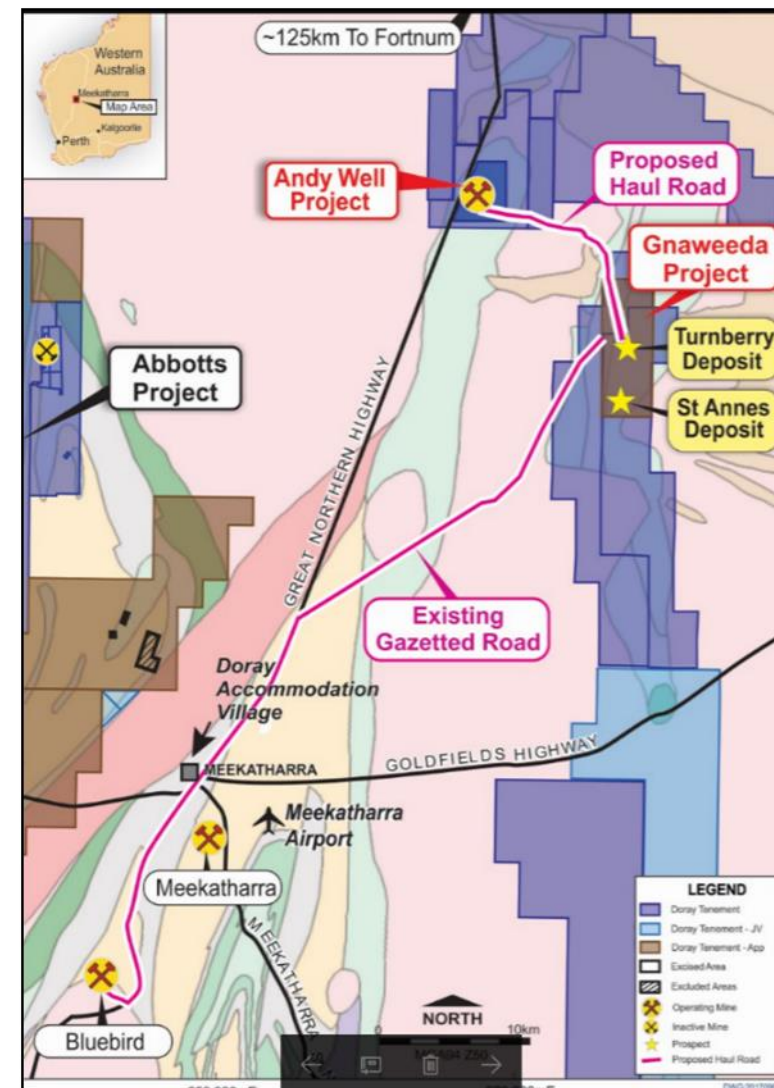 Western
Australia
Meekatharra
Map Area
Kalgoorlie
Perth
~125km To Fortnum
Andy Well
Project
Proposed
Haul Road
Gnaweeda
Project
Turnberry
Deposit
St Annes
Deposit
Abbotts
Project
GREAT NORTHERN HIGHWAY
Existing
Gazetted Road
Doray
Accommodation
Village
MEEKATHARRA
GOLDFIELDS HIGHWAY
Meekatharra
Airport
Meekatharra
MEEKATHARRA
Bluebird
NORTH
0 10km
LEGEND
Doray Tenement
Doray Tenement - JV
Doray Tenement - App
Excised Area
Excluded Areas
Operating Mine
Inactive Mine
Prospect
Proposed Haul Road